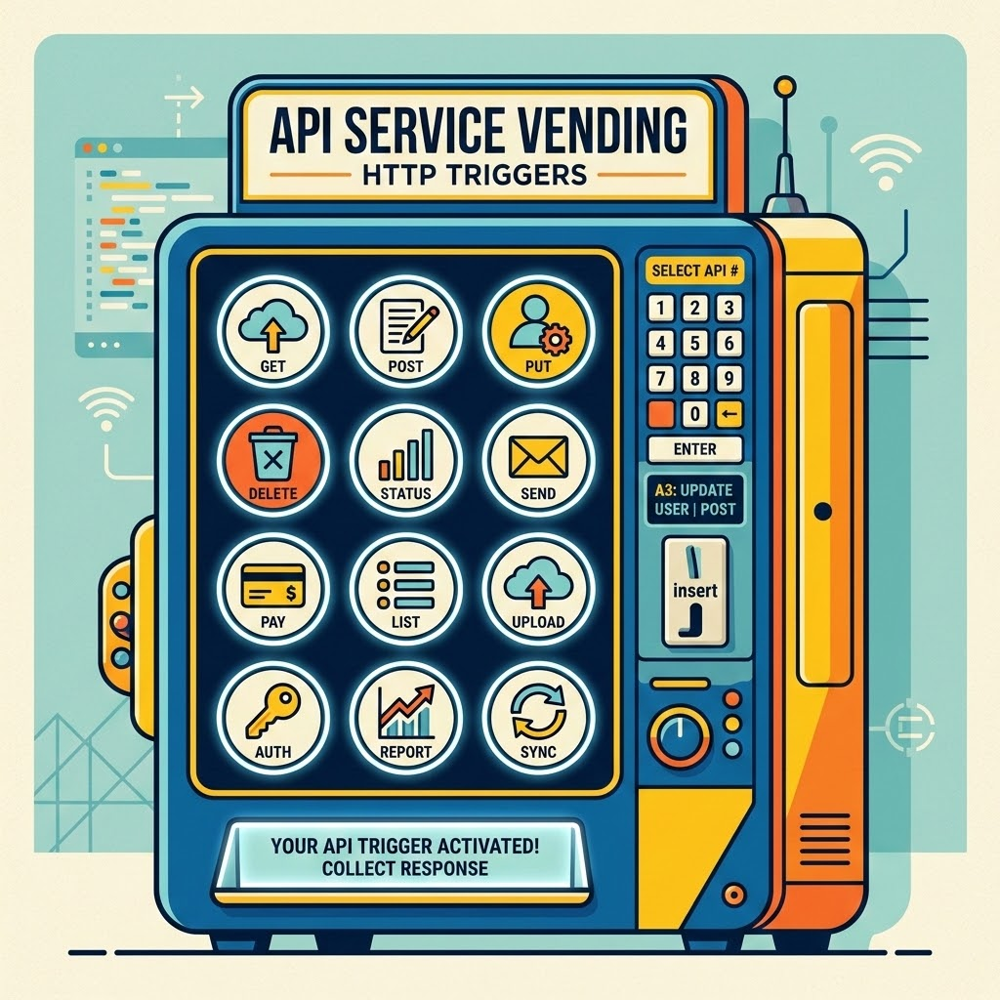 API SERVICE VENDING
HTTP TRIGGERS
GET
POST
PUT
DELETE
STATUS
SEND
PAY
$
LIST
UPLOAD
AUTH
REPORT
SYNC
SELECT API #
1 2 3
4 5 6
7 8 9
0 ←
ENTER
A3: UPDATE
USER | POST
insert
YOUR API TRIGGER ACTIVATED!
COLLECT RESPONSE